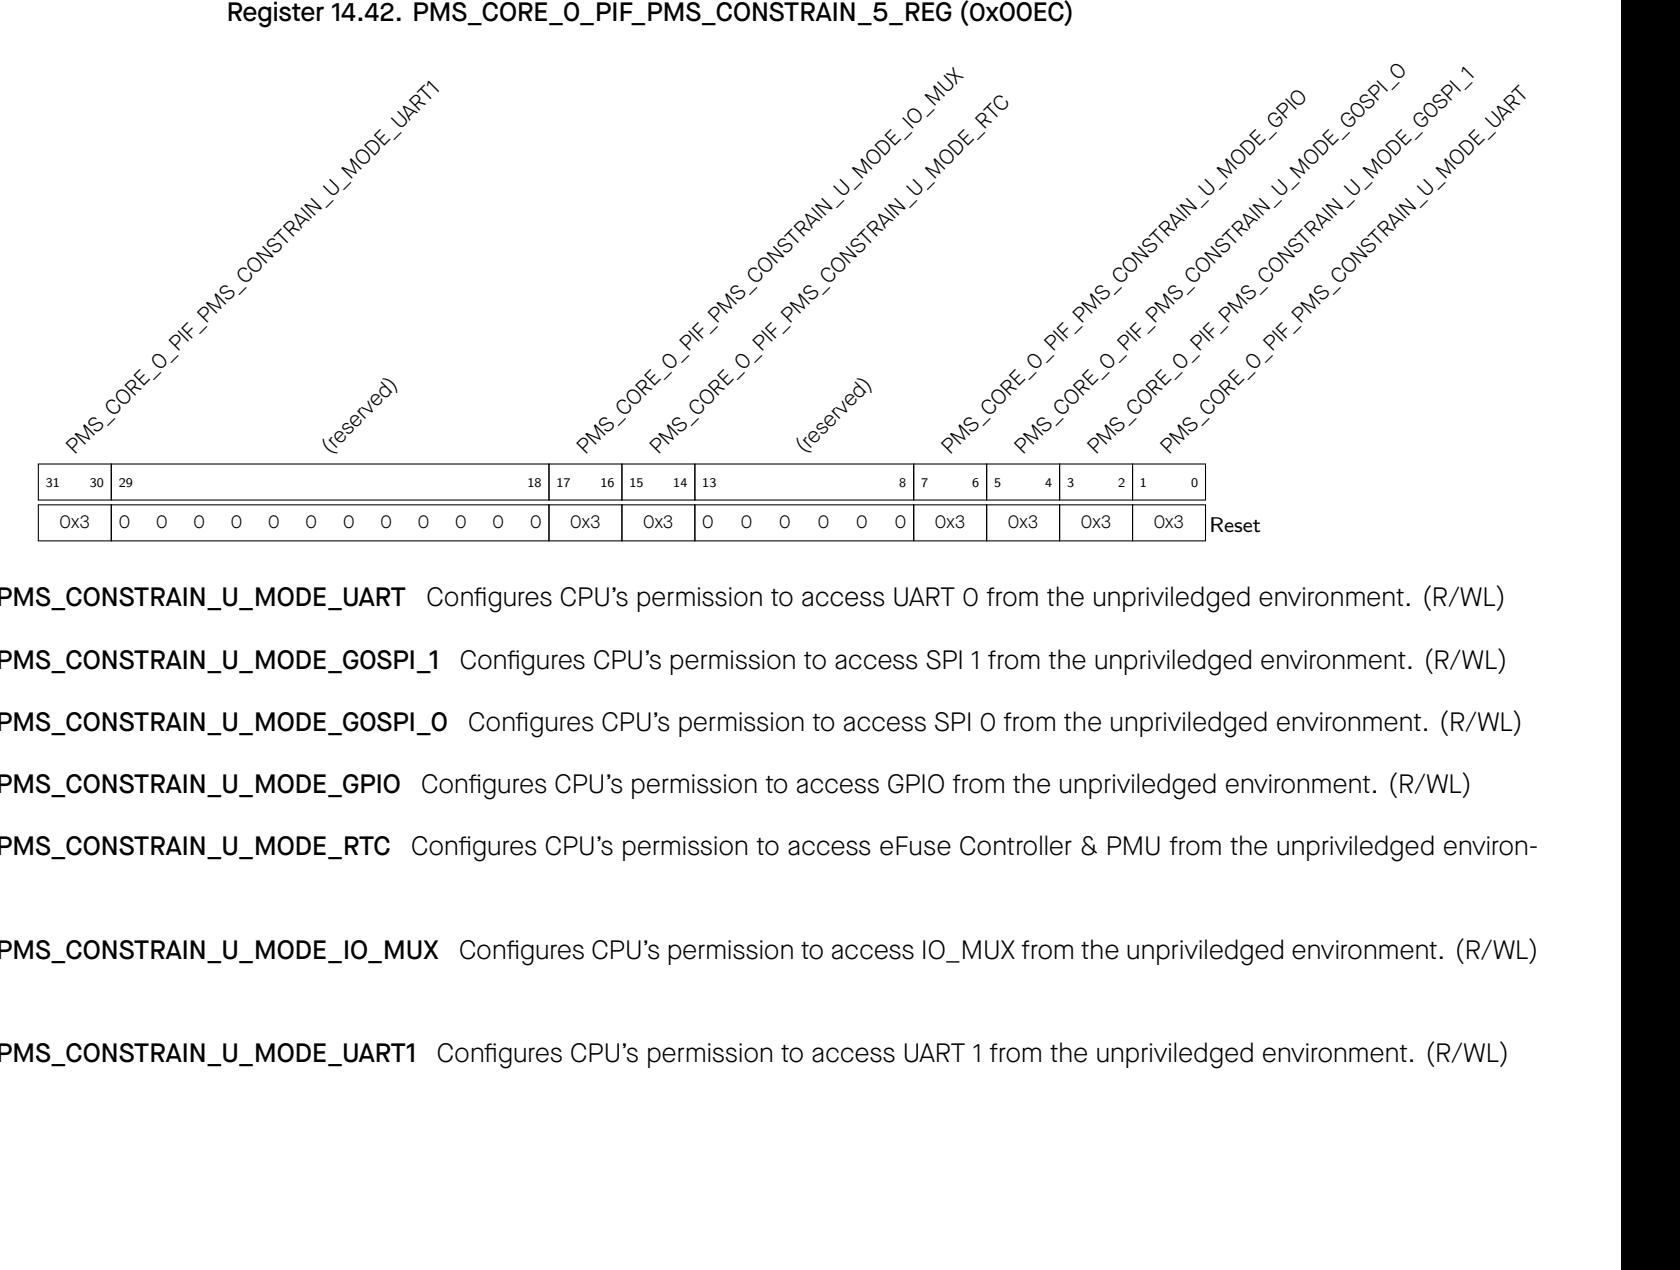 Register 14.42. PMS_CORE_0_PIF_PMS_CONSTRAIN_5_REG (0x00EC)
PMS_CORE_0_PIF_PMS_CONSTRAIN_U_MODE_UART1
(reserved)
PMS_CORE_0_PIF_PMS_CONSTRAIN_U_MODE_IO_MUX
PMS_CORE_0_PIF_PMS_CONSTRAIN_U_MODE_RTC
(reserved)
PMS_CORE_0_PIF_PMS_CONSTRAIN_U_MODE_GPIO
PMS_CORE_0_PIF_PMS_CONSTRAIN_U_MODE_GOSPI_0
PMS_CORE_0_PIF_PMS_CONSTRAIN_U_MODE_GOSPI_1
PMS_CORE_0_PIF_PMS_CONSTRAIN_U_MODE_UART
31 30 29 18 17 16 15 14 13 8 7 6 5 4 3 2 1 0
0x3 0 0 0 0 0 0 0 0 0 0 0 0 0x3 0x3 0 0 0 0 0 0 0x3 0x3 0x3 0x3 Reset
PMS_CONSTRAIN_U_MODE_UART Configures CPU's permission to access UART 0 from the unpriviledged environment. (R/WL)
PMS_CONSTRAIN_U_MODE_GOSPI_1 Configures CPU's permission to access SPI 1 from the unpriviledged environment. (R/WL)
PMS_CONSTRAIN_U_MODE_GOSPI_0 Configures CPU's permission to access SPI 0 from the unpriviledged environment. (R/WL)
PMS_CONSTRAIN_U_MODE_GPIO Configures CPU's permission to access GPIO from the unpriviledged environment. (R/WL)
PMS_CONSTRAIN_U_MODE_RTC Configures CPU's permission to access eFuse Controller & PMU from the unpriviledged environ-
PMS_CONSTRAIN_U_MODE_IO_MUX Configures CPU's permission to access IO_MUX from the unpriviledged environment. (R/WL)
PMS_CONSTRAIN_U_MODE_UART1 Configures CPU's permission to access UART 1 from the unpriviledged environment. (R/WL)